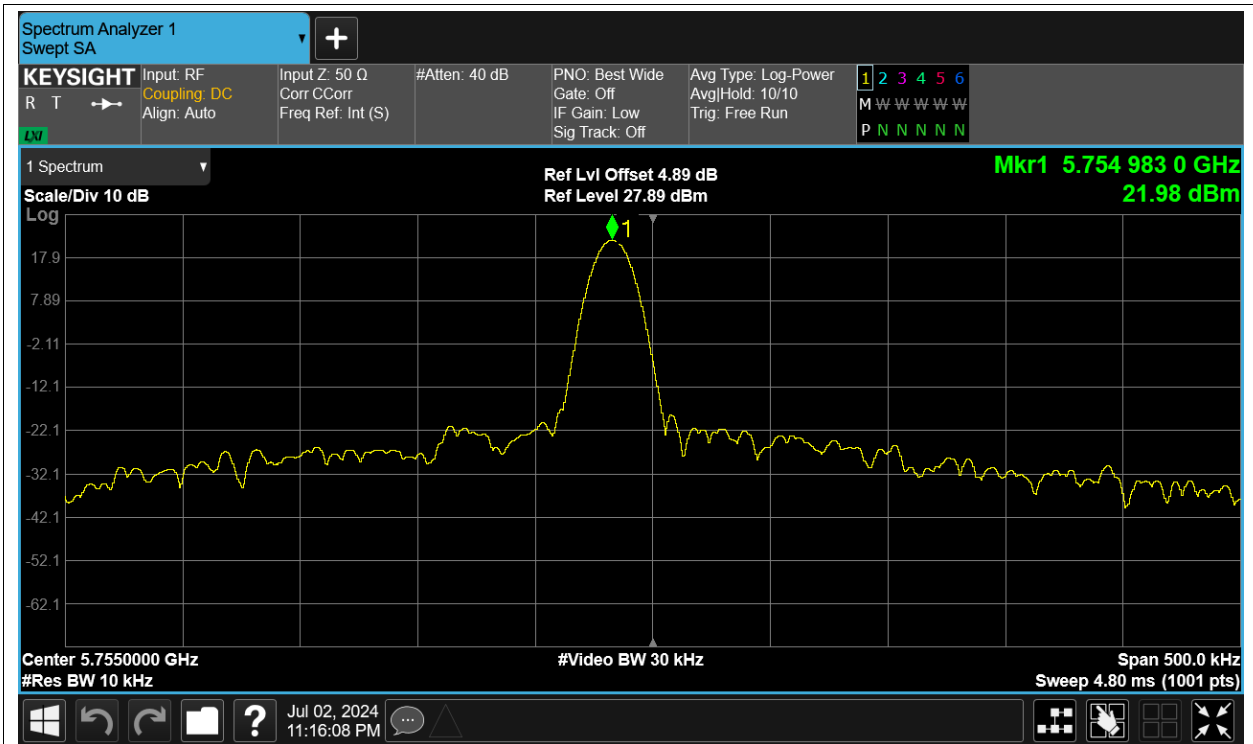 Spectrum Analyzer 1
Swept SA
KEYSIGHT
R T
LXI
Input: RF
Coupling: DC
Align: Auto
Input Z: 50 Ω
Corr CCorr
Freq Ref: Int (S)
#Atten: 40 dB
PNO: Best Wide
Gate: Off
IF Gain: Low
Sig Track: Off
Avg Type: Log-Power
Avg|Hold: 10/10
Trig: Free Run
1 2 3 4 5 6
M W W W W W
P N N N N N
1 Spectrum
Scale/Div 10 dB
Log
Ref Lvl Offset 4.89 dB
Ref Level 27.89 dBm
Mkr1 5.754 983 0 GHz
21.98 dBm
1
17.9
7.89
-2.11
-12.1
-22.1
-32.1
-42.1
-52.1
-62.1
Center 5.7550000 GHz
#Res BW 10 kHz
#Video BW 30 kHz
Span 500.0 kHz
Sweep 4.80 ms (1001 pts)
?
Jul 02, 2024
11:16:08 PM